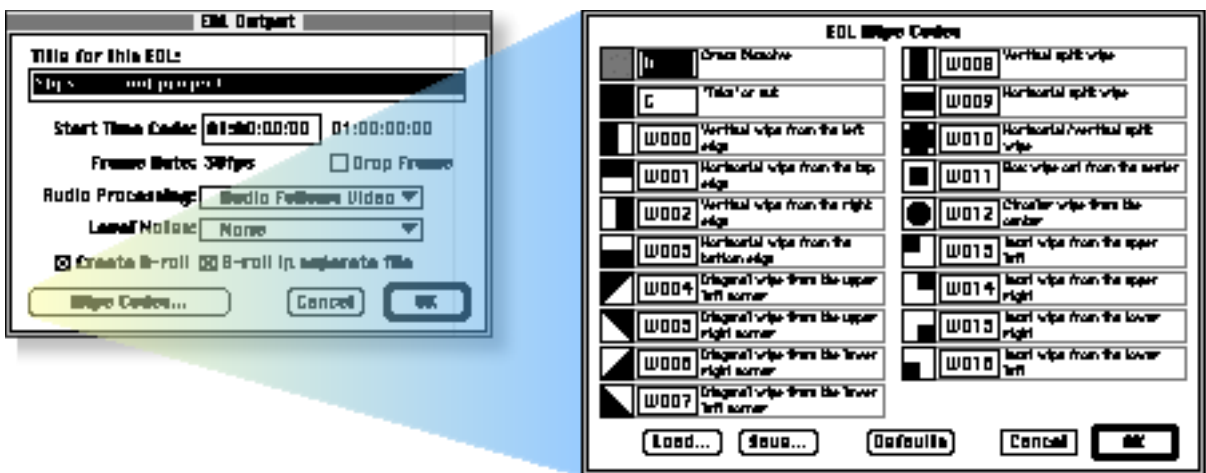 EDL Output
Title for this EDL:
Start Time Code: 01:00:00:00 01:00:00:00
Frame Rate: 30fps Drop Frame
Audio Processing: Audio Follows Video
Level Notes: None
Create B-roll B-roll in separate file
Wipe Codes...
Cancel
OK
EDL Wipe Codes
D Cross Dissolve
C "Take" or cut
W000 Vertical wipe from the left
edge
W001 Horizontal wipe from the top
edge
W002 Vertical wipe from the right
edge
W003 Horizontal wipe from the
bottom edge
W004 Diagonal wipe from the upper
left corner
W005 Diagonal wipe from the upper
right corner
W006 Diagonal wipe from the lower
right corner
W007 Diagonal wipe from the lower
left corner
W008 Vertical split wipe
W009 Horizontal split wipe
W010 Horizontal/vertical split
wipe
W011 Box wipe out from the center
W012 Circular wipe from the
center
W013 Inset wipe from the upper
left
W014 Inset wipe from the upper
right
W015 Inset wipe from the lower
right
W016 Inset wipe from the lower
left
Load...
Save...
Defaults
Cancel
OK